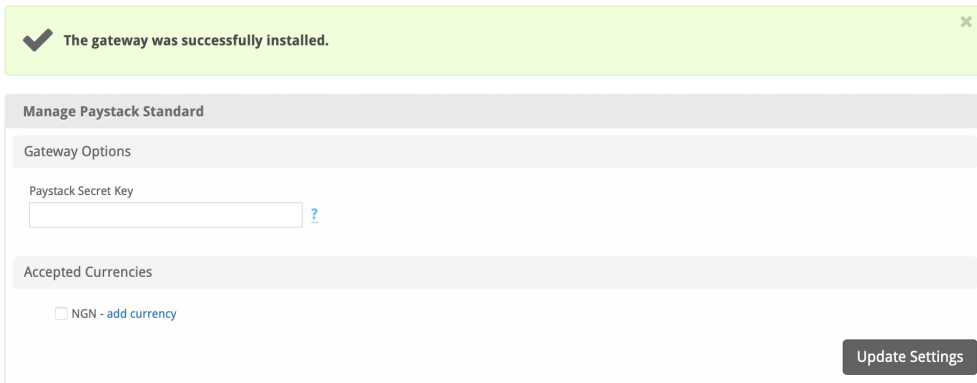 The gateway was successfully installed.
Manage Paystack Standard
Gateway Options
Paystack Secret Key
?
Accepted Currencies
NGN - add currency
Update Settings